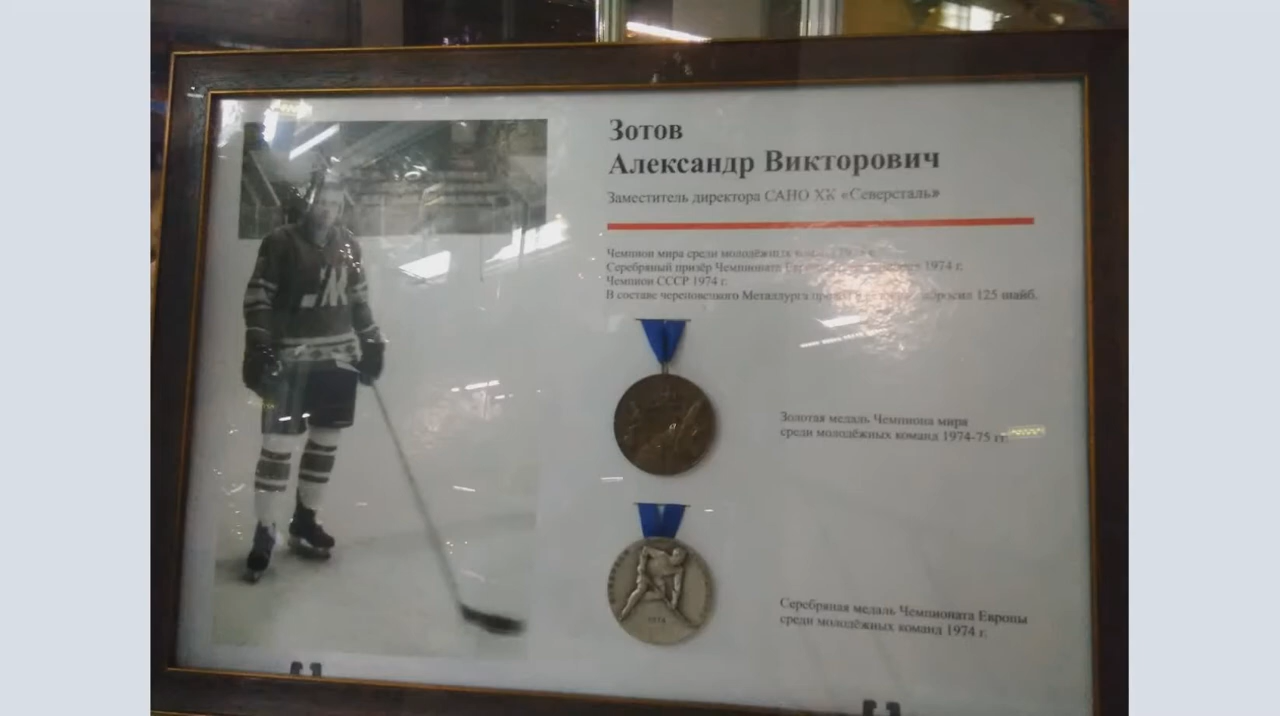 Зотов
Александр Викторович
Заместитель директора САНО ХК «Северсталь»
Чемпион мира среди молодёжных
Серебряный призёр Чемпионата 1974 г.
Чемпион СССР 1974 г.
В составе череповецкого Металлурга 125 шайб.
Золотая медаль Чемпиона мира
среди молодёжных команд 1974-75 гг.
Серебряная медаль Чемпионата Европы
среди молодёжных команд 1974 г.
1974